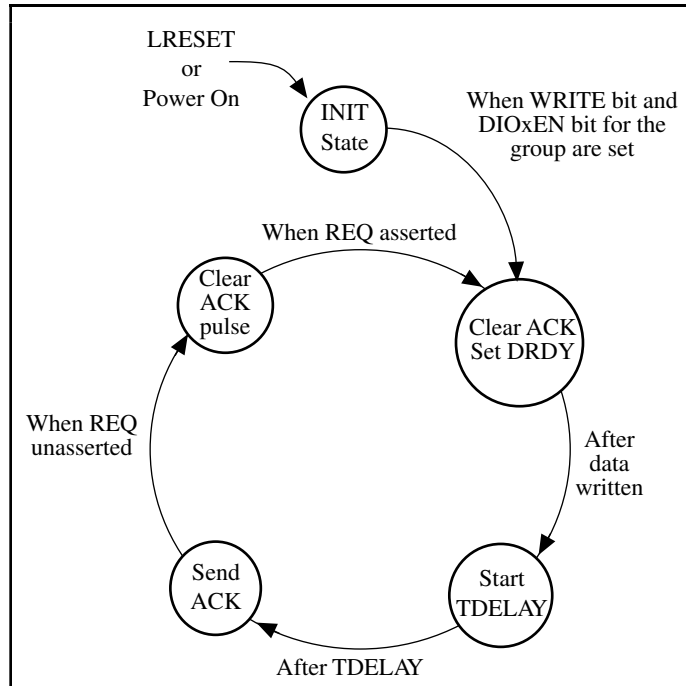 LRESET
or
Power On
INIT
State
When WRITE bit and
DIOxEN bit for the
group are set
When REQ asserted
Clear
ACK
pulse
Clear ACK
Set DRDY
When REQ
unasserted
After
data
written
Send
ACK
Start
TDELAY
After TDELAY